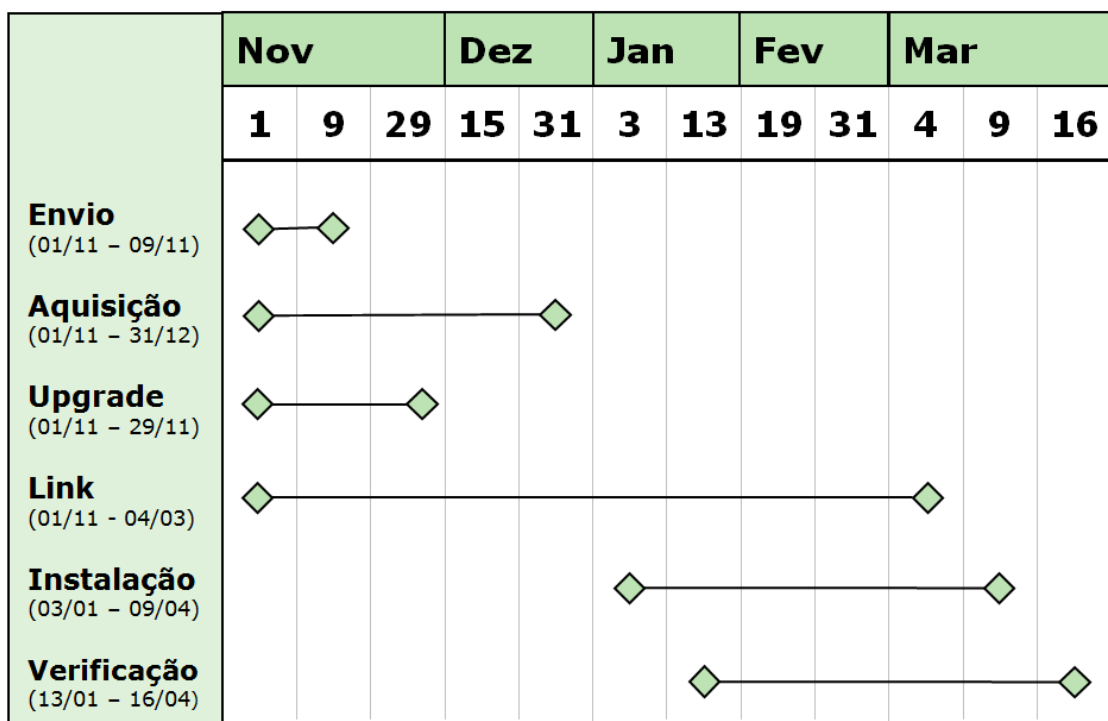 Nov Dez Jan Fev Mar
1 9 29 15 31 3 13 19 31 4 9 16
Envio
(01/11 – 09/11)
Aquisição
(01/11 – 31/12)
Upgrade
(01/11 – 29/11)
Link
(01/11 - 04/03)
Instalação
(03/01 – 09/04)
Verificação
(13/01 – 16/04)